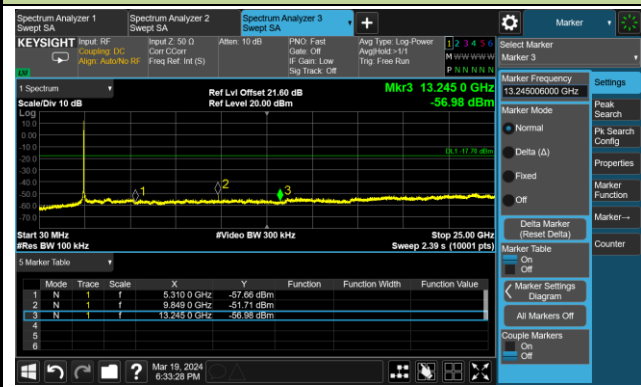 Spectrum Analyzer 1
Swept SA
Spectrum Analyzer 2
Swept SA
Spectrum Analyzer 3
Swept SA
Marker
KEYSIGHT
Input: RF
Coupling: DC
Align: Auto/No RF
Input Z: 50 Ω
Corr CCorr
Freq Ref: Int (S)
Atten: 10 dB
PNO: Fast
Gate: Off
IF Gain: Low
Sig Track: Off
Avg Type: Log-Power
Avg|Hold:>1/1
Trig: Free Run
1 2 3 4 5 6
M W W W W W
P N N N N N
LVI
1 Spectrum
Scale/Div 10 dB
Ref Lvl Offset 21.60 dB
Ref Level 20.00 dBm
Mkr3 13.245 0 GHz
-56.98 dBm
Log
10.0
0.00
-10.0
-20.0
-30.0
-40.0
-50.0
-60.0
-70.0
DL1 -17.78 dBm
1
2
3
Start 30 MHz
#Res BW 100 kHz
#Video BW 300 kHz
Stop 25.00 GHz
Sweep 2.39 s (10001 pts)
5 Marker Table
Mode Trace Scale X Y Function Function Width Function Value
1 N 1 f 5.310 0 GHz -57.66 dBm
2 N 1 f 9.849 0 GHz -51.71 dBm
3 N 1 f 13.245 0 GHz -56.98 dBm
4
5
6
Mar 19, 2024
6:33:28 PM
Select Marker
Marker 3
Marker Frequency
13.245006000 GHz
Marker Mode
Normal
Delta (Δ)
Fixed
Off
Delta Marker
(Reset Delta)
Marker Table
On
Off
Marker Settings
Diagram
All Markers Off
Couple Markers
On
Off
Settings
Peak
Search
Pk Search
Config
Properties
Marker
Function
Marker→
Counter